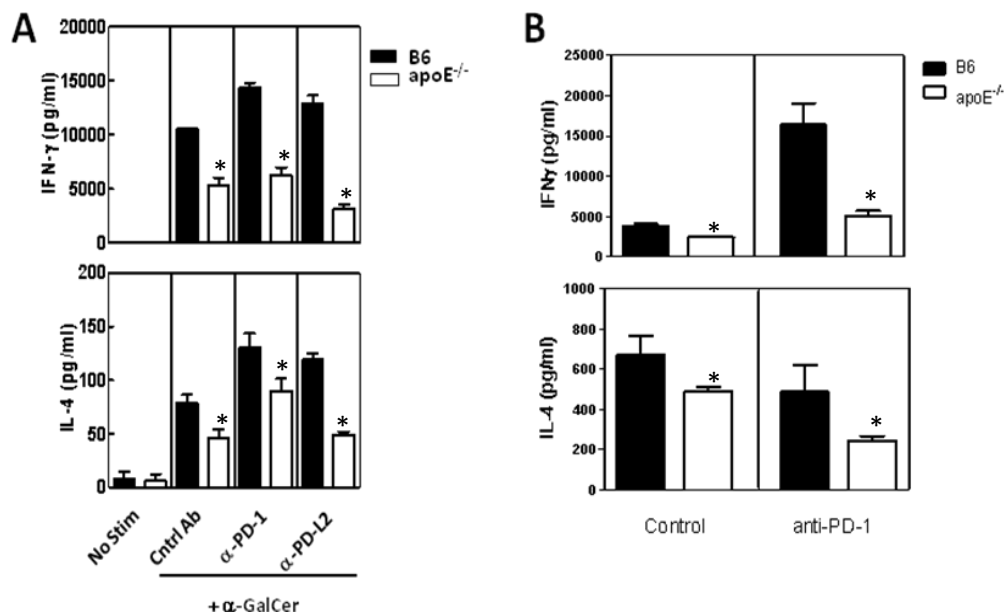 A
20000
15000
10000
5000
0
IFN-γ (pg/ml)
B6
apoE-/-
* * *
200
150
100
50
0
IL-4 (pg/ml)
* * *
No Stim
Cntrl Ab
α-PD-1
α-PD-L2
+ α-GalCer
B
25000
20000
15000
10000
5000
0
IFNγ (pg/ml)
B6
apoE-/-
* *
1000
800
600
400
200
0
IL-4 (pg/ml)
* *
Control
anti-PD-1